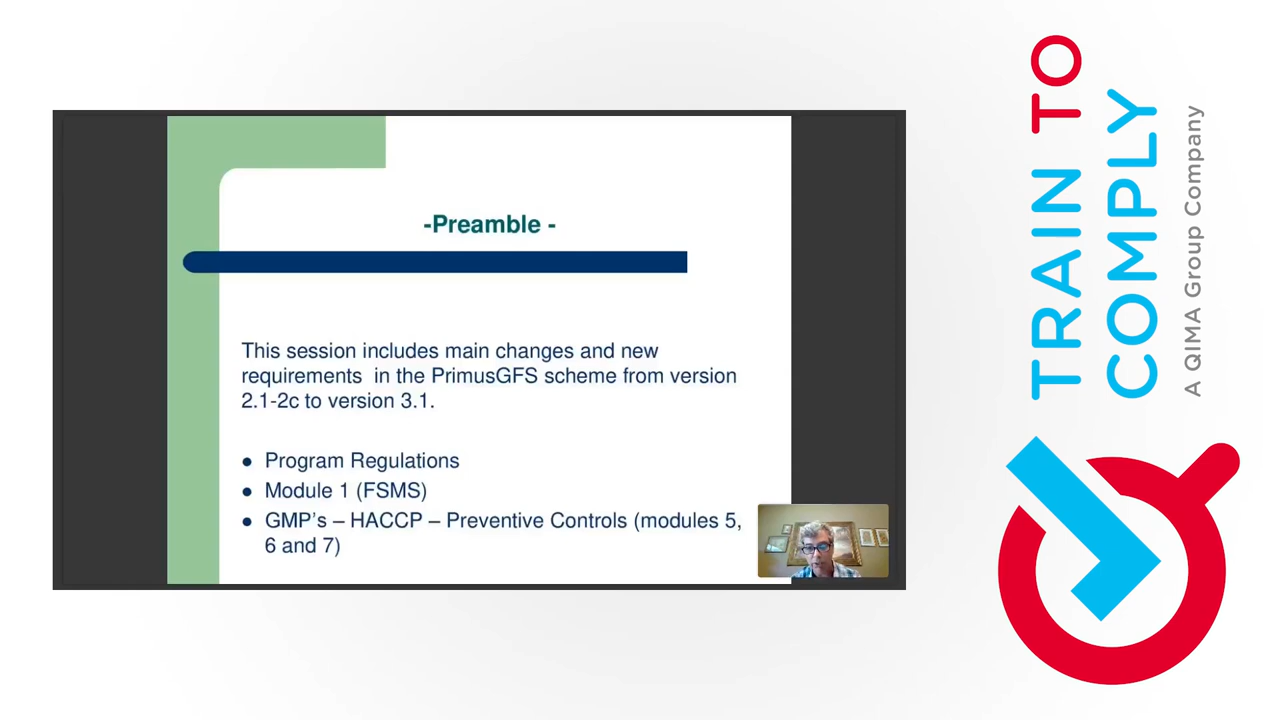 -Preamble -
This session includes main changes and new
requirements  in the PrimusGFS scheme from version
2.1-2c to version 3.1.
● Program Regulations
● Module 1 (FSMS)
● GMP's – HACCP – Preventive Controls (modules 5,
6 and 7)
TRAIN TO
COMPLY
A QIMA Group Company